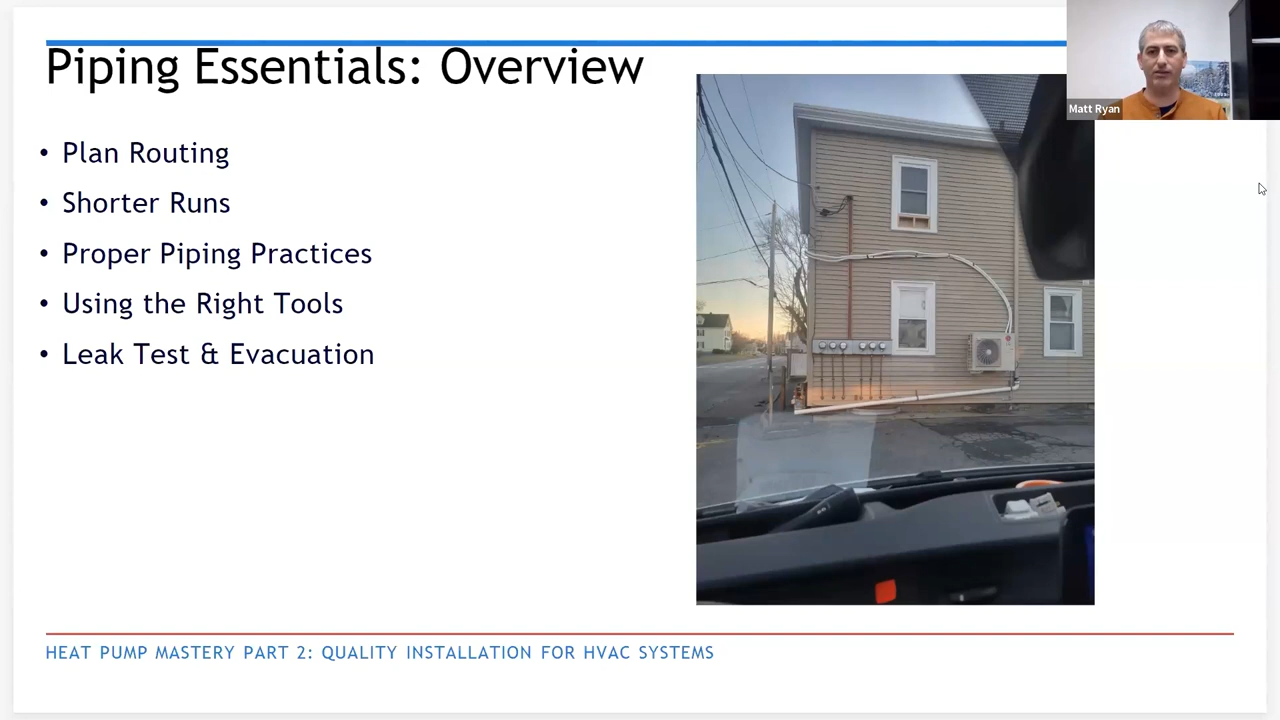 Piping Essentials: Overview
Matt Ryan
• Plan Routing
• Shorter Runs
• Proper Piping Practices
• Using the Right Tools
• Leak Test & Evacuation
HEAT PUMP MASTERY PART 2: QUALITY INSTALLATION FOR HVAC SYSTEMS